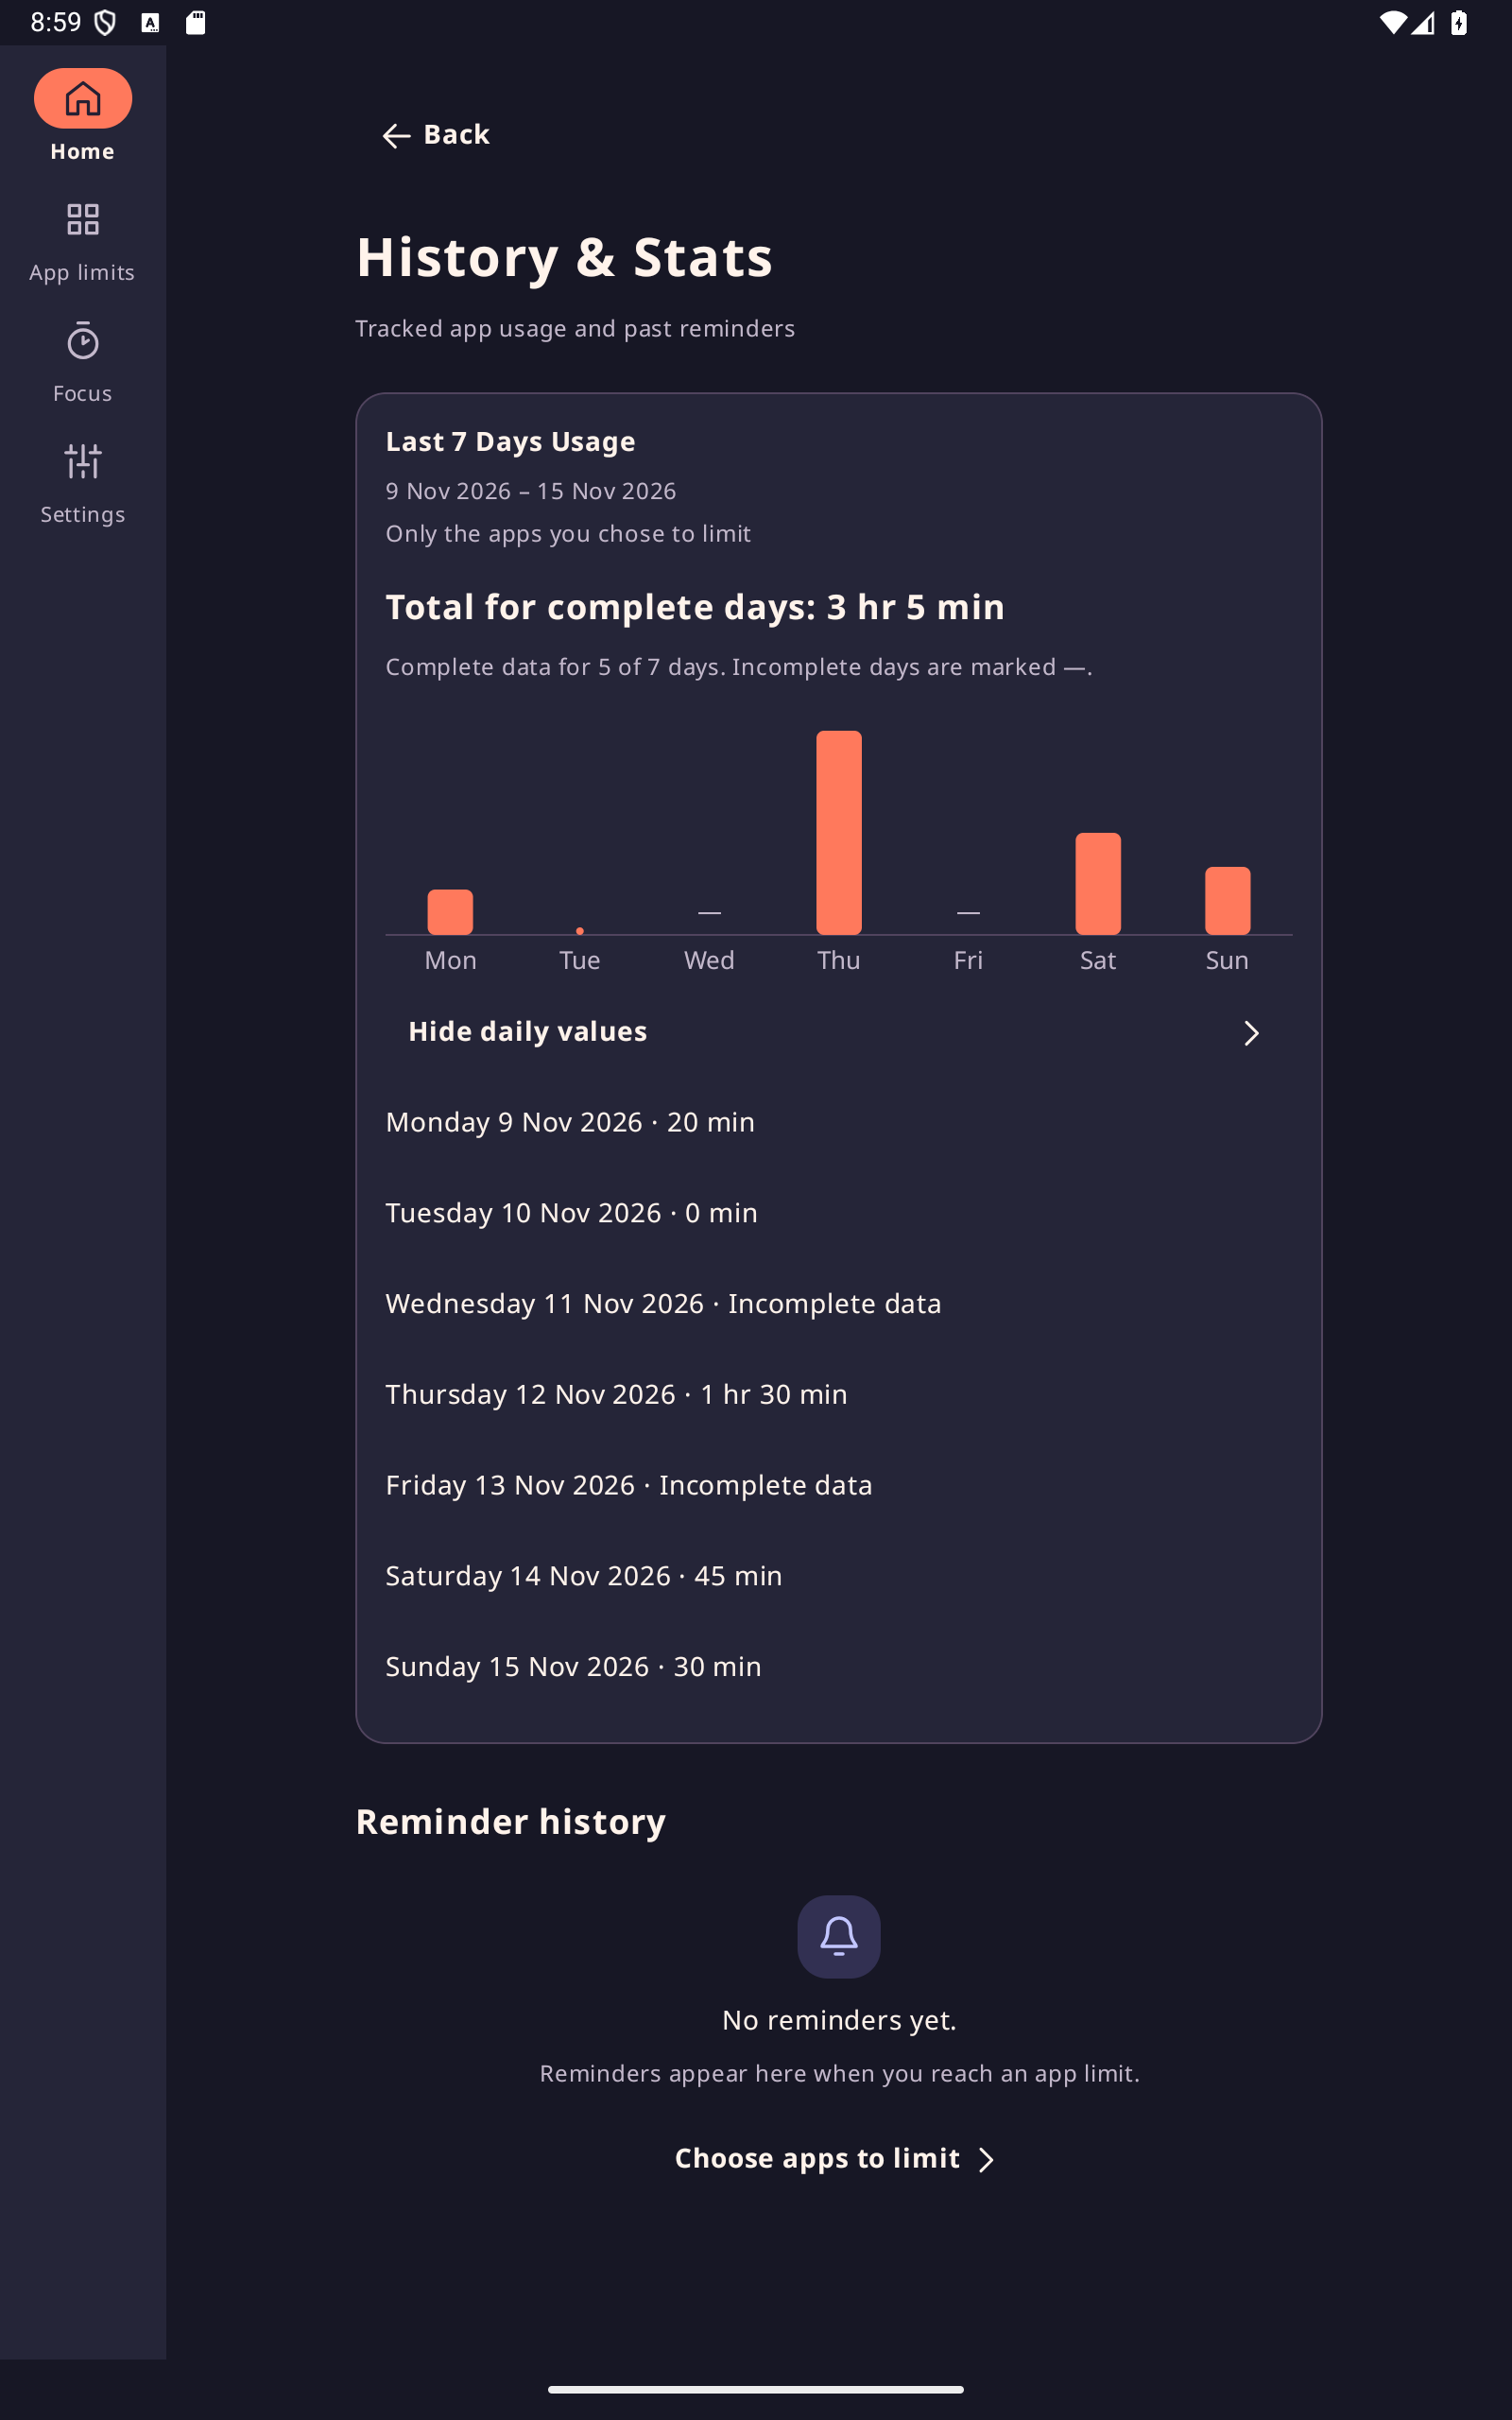 8:59
Home
App limits
Focus
Settings
Back
History & Stats
Tracked app usage and past reminders
Last 7 Days Usage
9 Nov 2026 – 15 Nov 2026
Only the apps you chose to limit
Total for complete days: 3 hr 5 min
Complete data for 5 of 7 days. Incomplete days are marked —.
— —
Mon Tue Wed Thu Fri Sat Sun
Hide daily values
Monday 9 Nov 2026 · 20 min
Tuesday 10 Nov 2026 · 0 min
Wednesday 11 Nov 2026 · Incomplete data
Thursday 12 Nov 2026 · 1 hr 30 min
Friday 13 Nov 2026 · Incomplete data
Saturday 14 Nov 2026 · 45 min
Sunday 15 Nov 2026 · 30 min
Reminder history
No reminders yet.
Reminders appear here when you reach an app limit.
Choose apps to limit